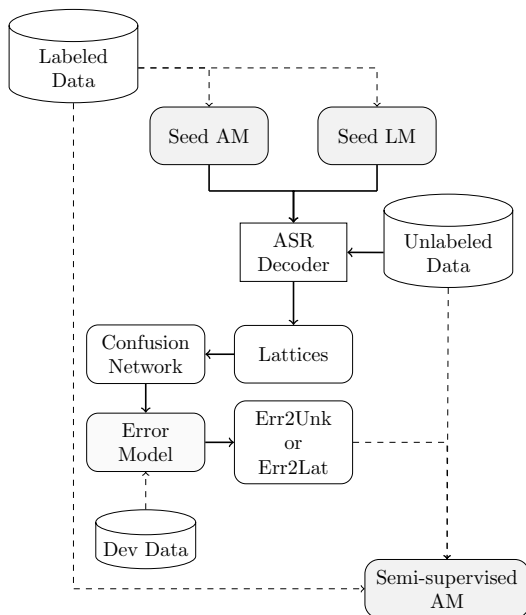 Labeled
Data
Seed AM
Seed LM
ASR
Decoder
Unlabeled
Data
Confusion
Network
Lattices
Error
Model
Err2Unk
or
Err2Lat
Dev Data
Semi-supervised
AM